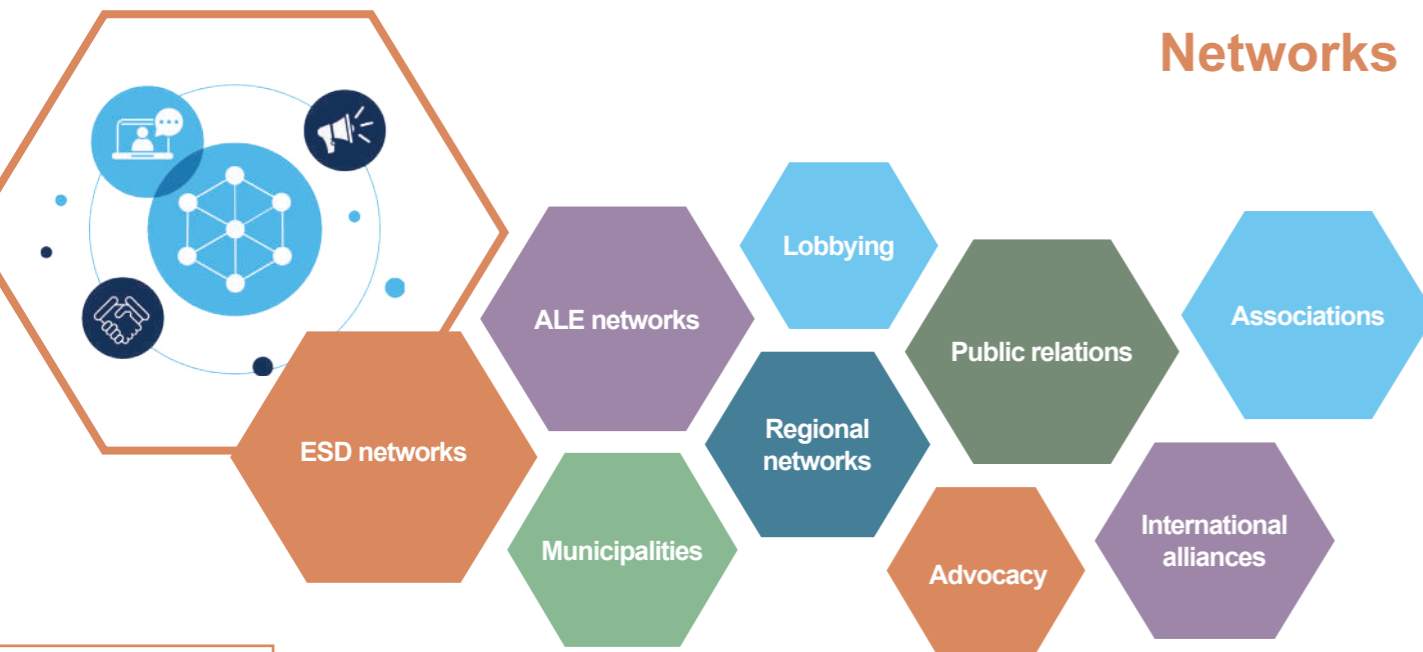 Networks
Lobbying
ALE networks
Associations
Public relations
ESD networks
Regional
networks
Municipalities
International
alliances
Advocacy